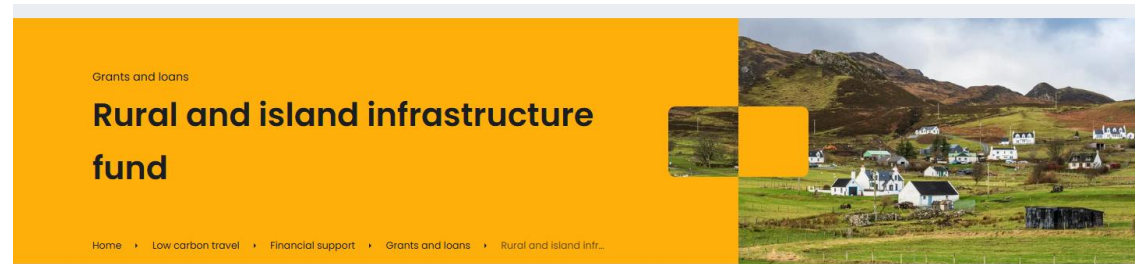 Grants and loans
Rural and island infrastructure
fund
Home ‣ Low carbon travel ‣ Financial support ‣ Grants and loans ‣ Rural and island infr...